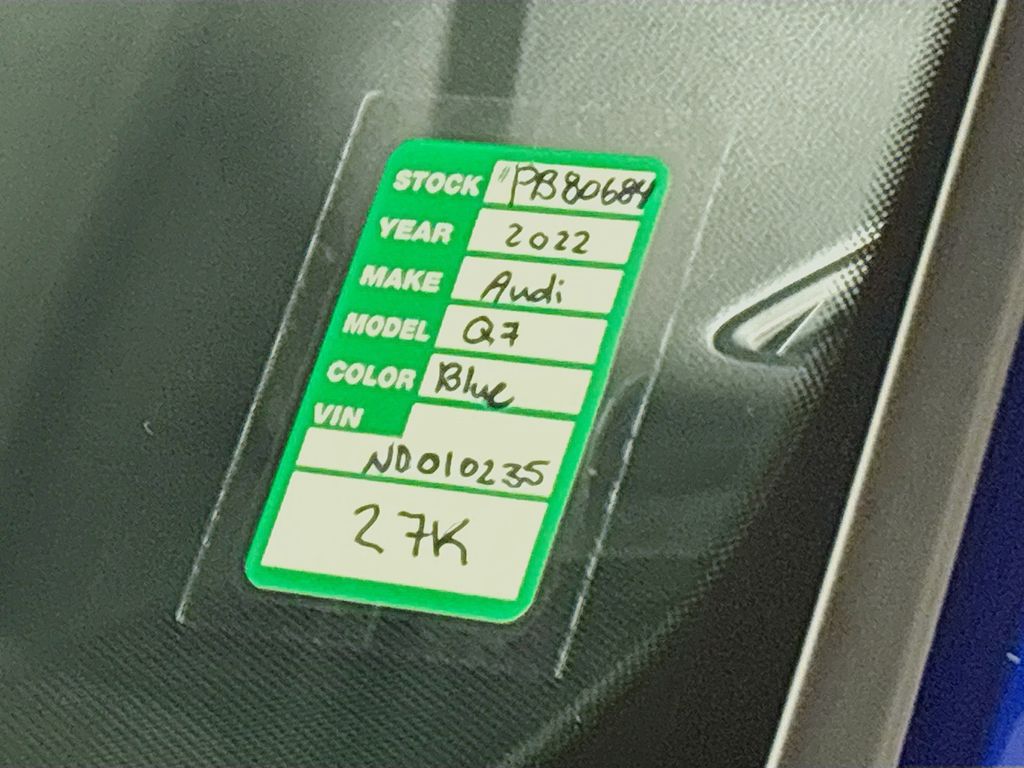 STOCK #PB80684
YEAR 2022
MAKE Audi
MODEL Q7
COLOR Blue
VIN
ND010235
27K